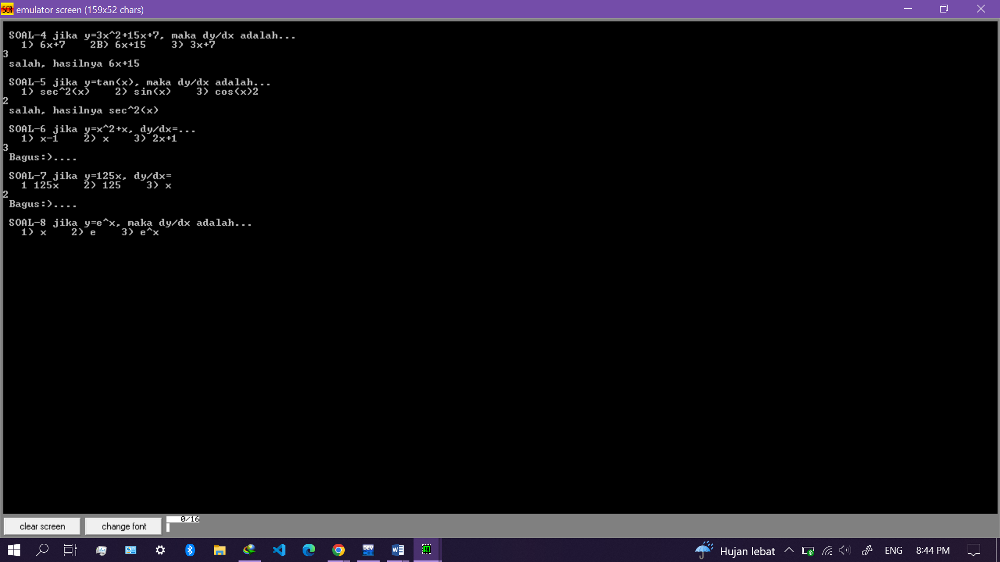 SCR emulator screen (159x52 chars)
SOAL-4 jika y=3x^2+15x+7, maka dy/dx adalah...
1) 6x+7 2B) 6x+15 3) 3x+7
3
salah, hasilnya 6x+15
SOAL-5 jika y=tan(x), maka dy/dx adalah...
1) sec^2(x) 2) sin(x) 3) cos(x)2
2
salah, hasilnya sec^2(x)
SOAL-6 jika y=x^2+x, dy/dx=...
1) x-1 2) x 3) 2x+1
3
Bagus:)....
SOAL-7 jika y=125x, dy/dx=
1 125x 2) 125 3) x
2
Bagus:)....
SOAL-8 jika y=e^x, maka dy/dx adalah...
1) x 2) e 3) e^x
clear screen change font 0/16
DEV C++ W Hujan lebat ENG 8:44 PM